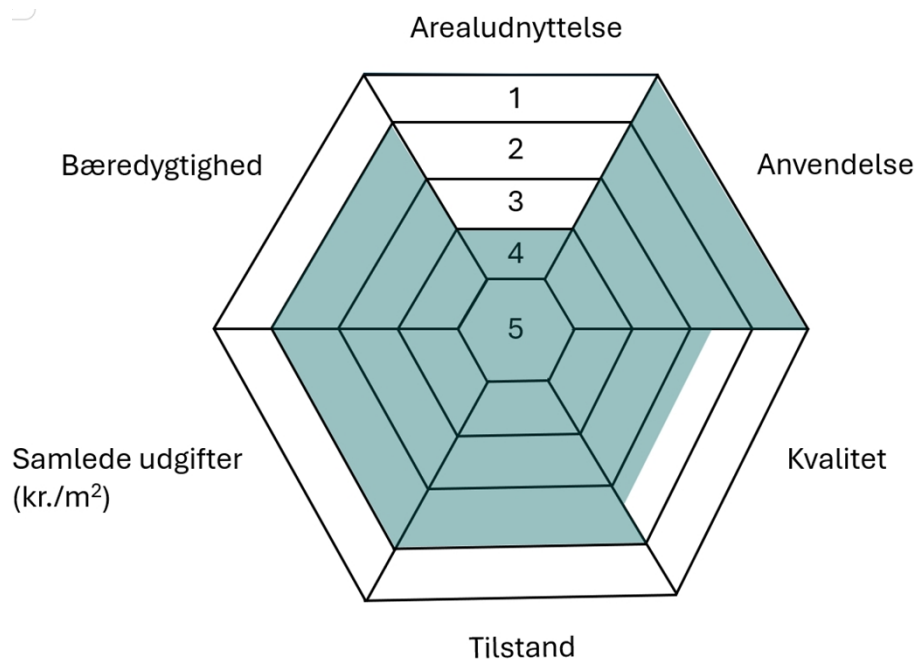 Arealudnyttelse
1
2
3
4
5
Bæredygtighed
Anvendelse
Samlede udgifter
(kr./m²)
Kvalitet
Tilstand